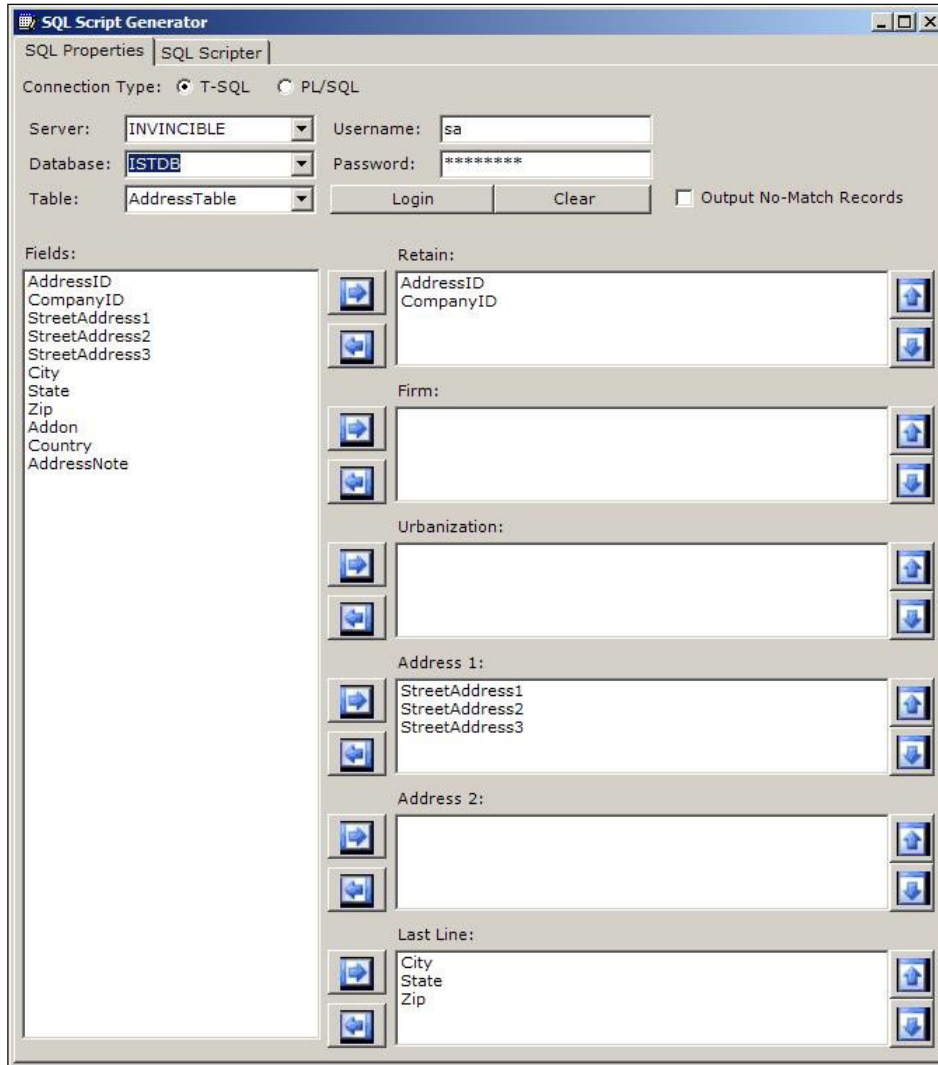 SQL Script Generator
SQL Properties SQL Scripter
Connection Type: T-SQL PL/SQL
Server: INVINCIBLE Username: sa
Database: ISTDB Password: ********
Table: AddressTable Login Clear Output No-Match Records
Fields:
AddressID
CompanyID
StreetAddress1
StreetAddress2
StreetAddress3
City
State
Zip
Addon
Country
AddressNote
Retain:
AddressID
CompanyID
Firm:
Urbanization:
Address 1:
StreetAddress1
StreetAddress2
StreetAddress3
Address 2:
Last Line:
City
State
Zip